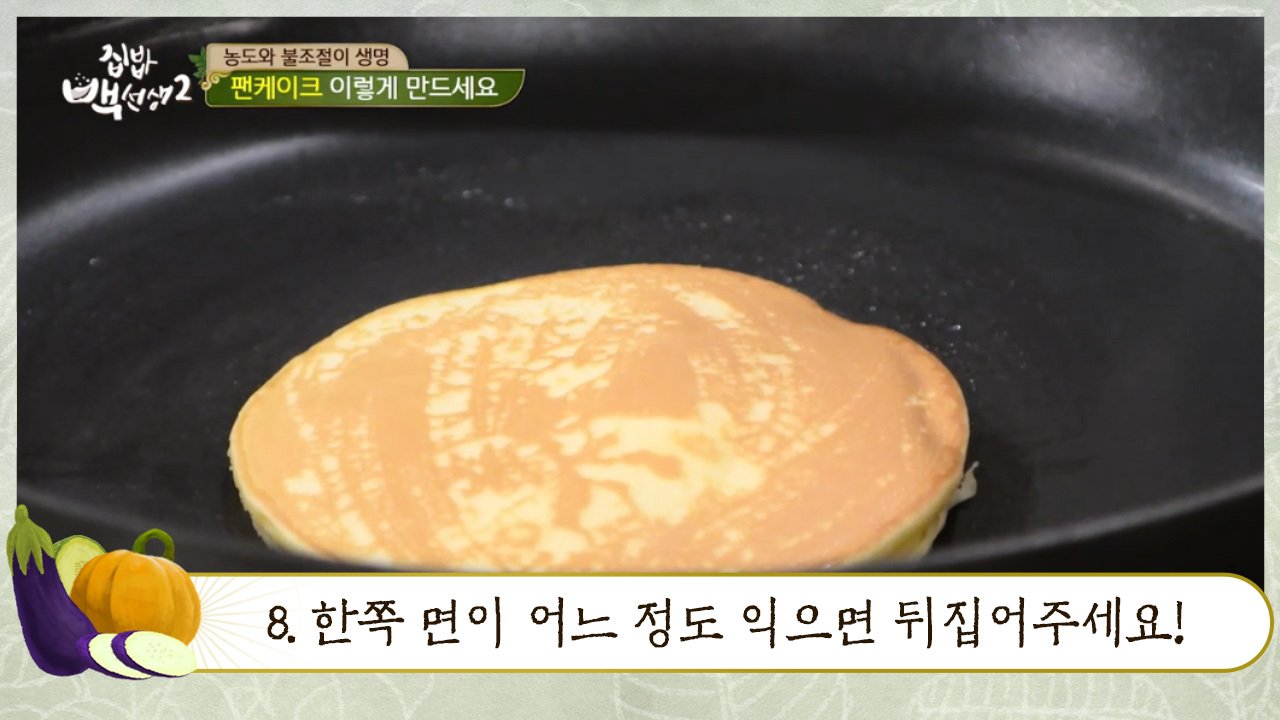 집밥
백선생2
농도와 불조절이 생명
팬케이크 이렇게 만드세요
8. 한쪽 면이 어느 정도 익으면 뒤집어주세요!